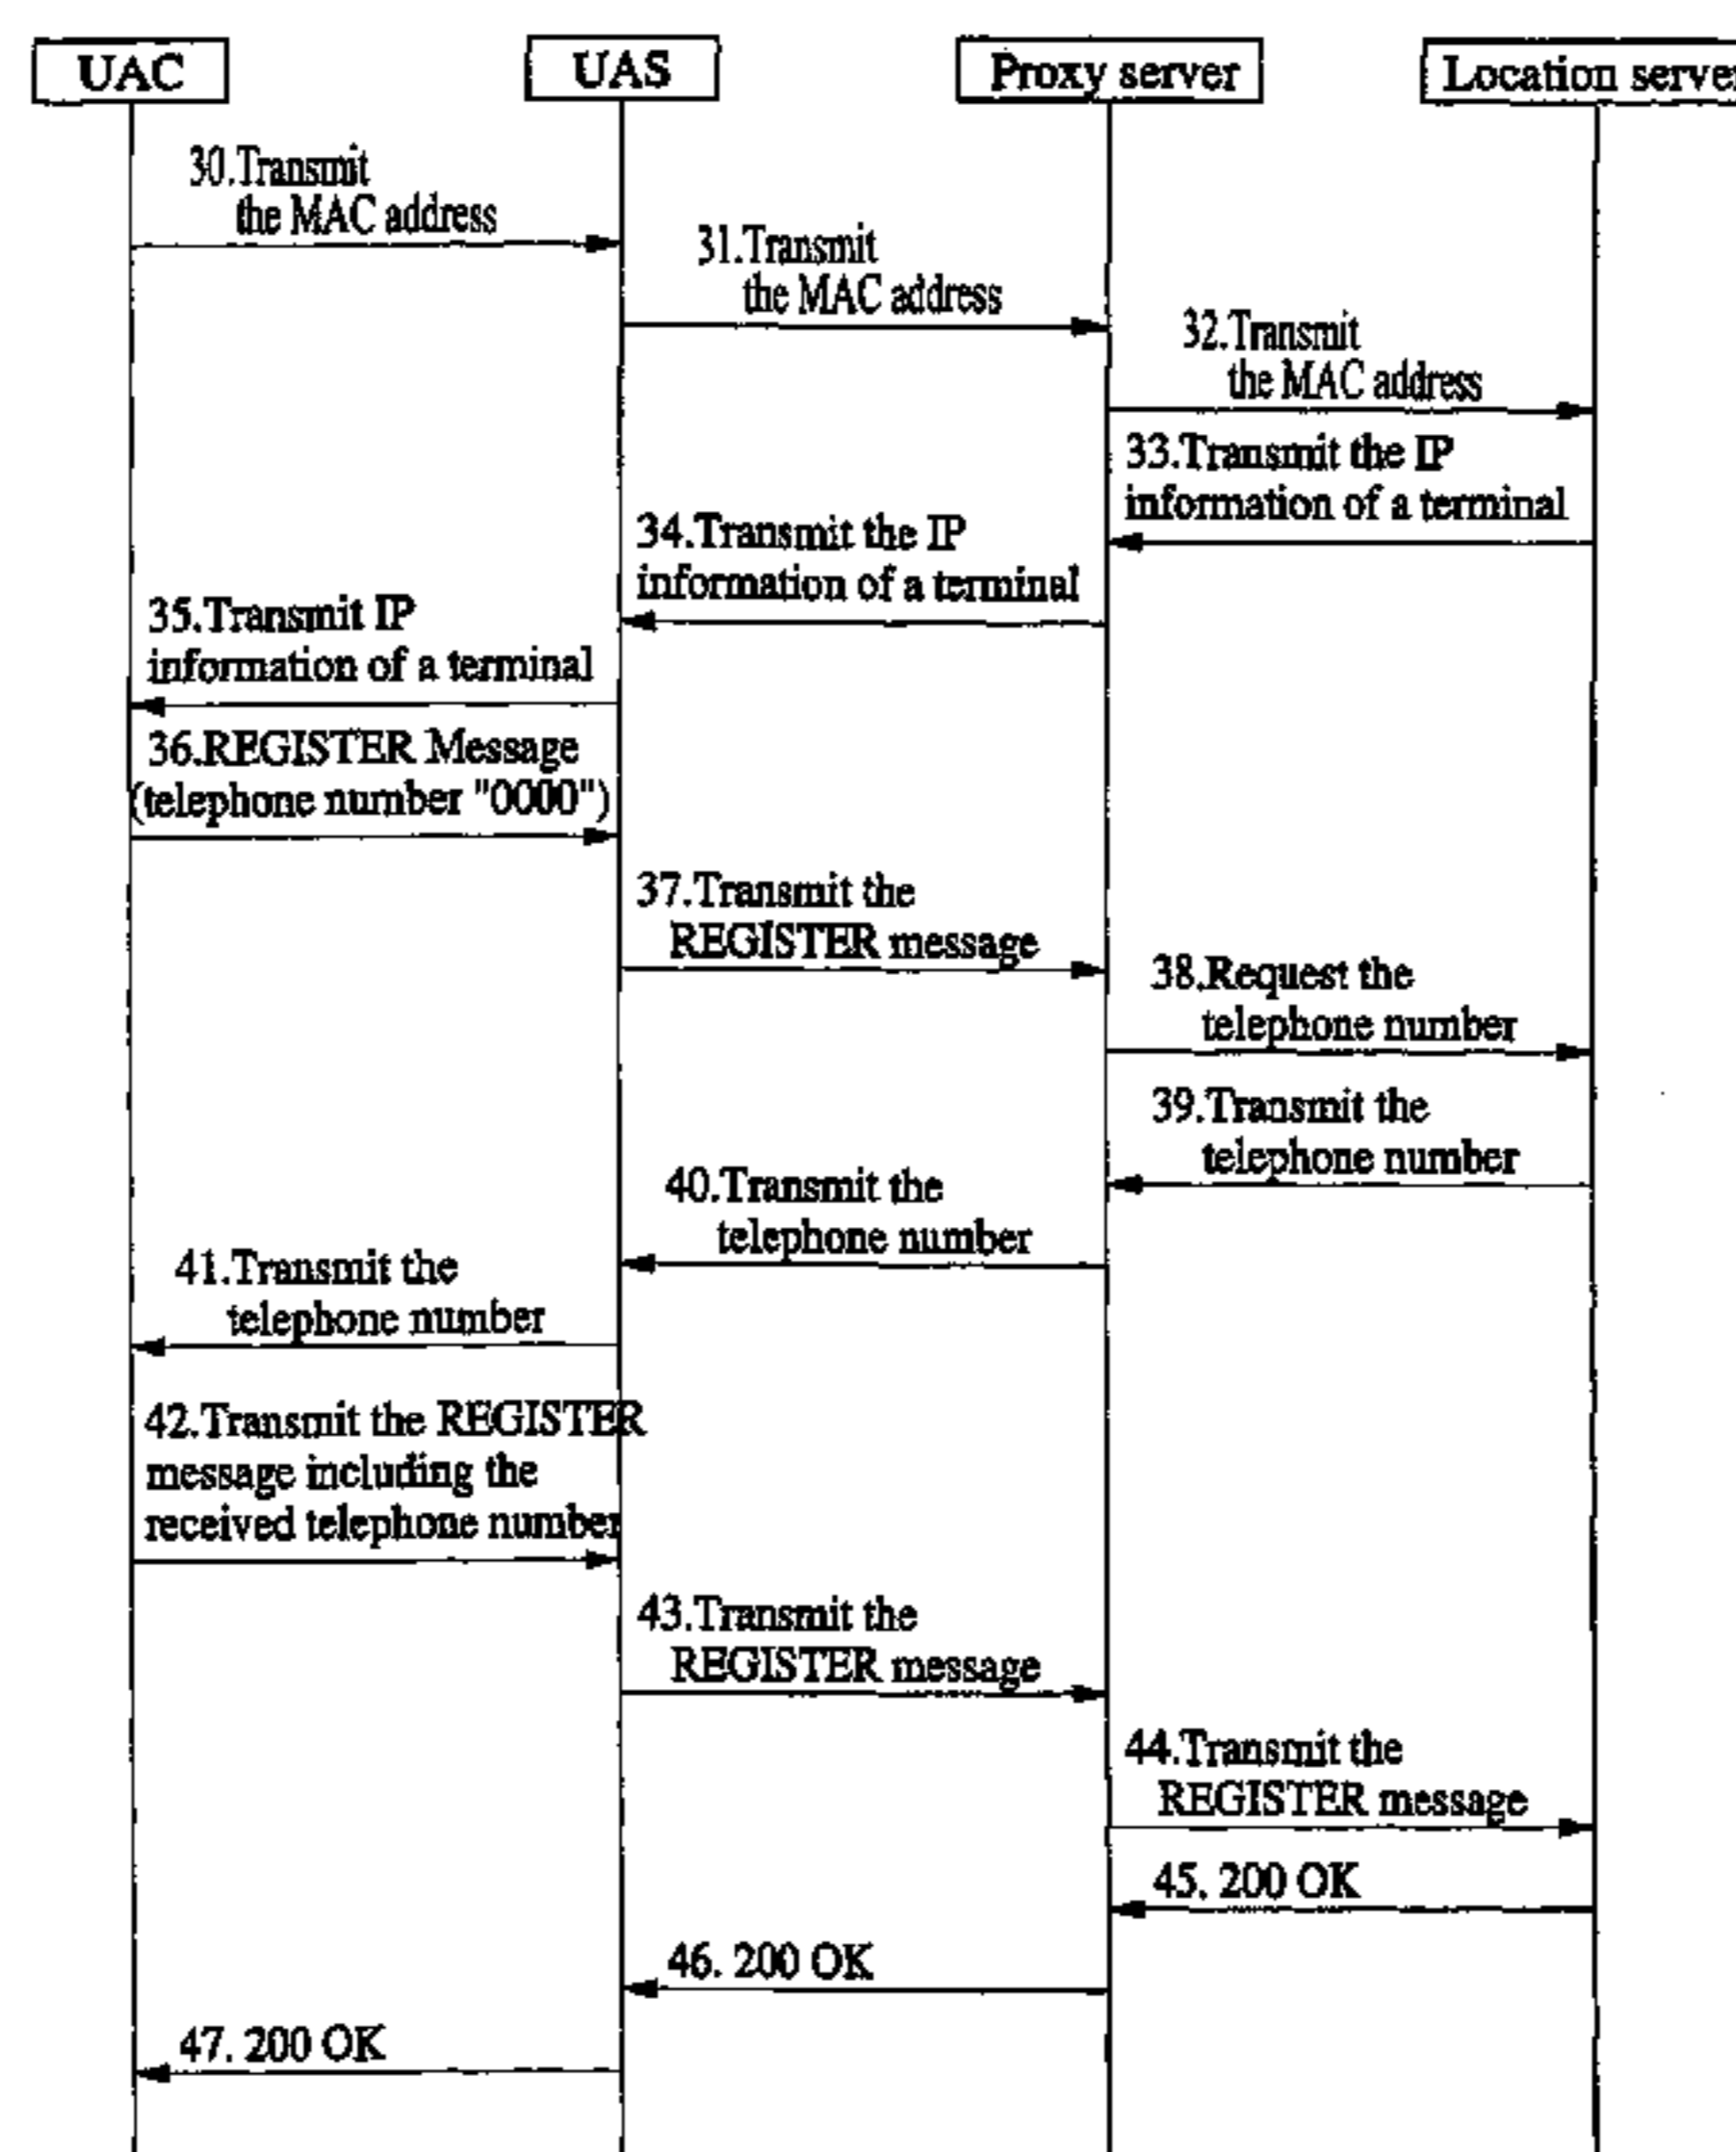 UAC
UAS
Proxy server
Location server
30.Transmit
the MAC address
31.Transmit
the MAC address
32.Transmit
the MAC address
33.Transmit the IP
information of a terminal
34.Transmit the IP
information of a terminal
35.Transmit IP
information of a terminal
36.REGISTER Message
(telephone number "0000")
37.Transmit the
REGISTER message
38.Request the
telephone number
39.Transmit the
telephone number
40.Transmit the
telephone number
41.Transmit the
telephone number
42.Transmit the REGISTER
message including the
received telephone number
43.Transmit the
REGISTER message
44.Transmit the
REGISTER message
45. 200 OK
46. 200 OK
47. 200 OK